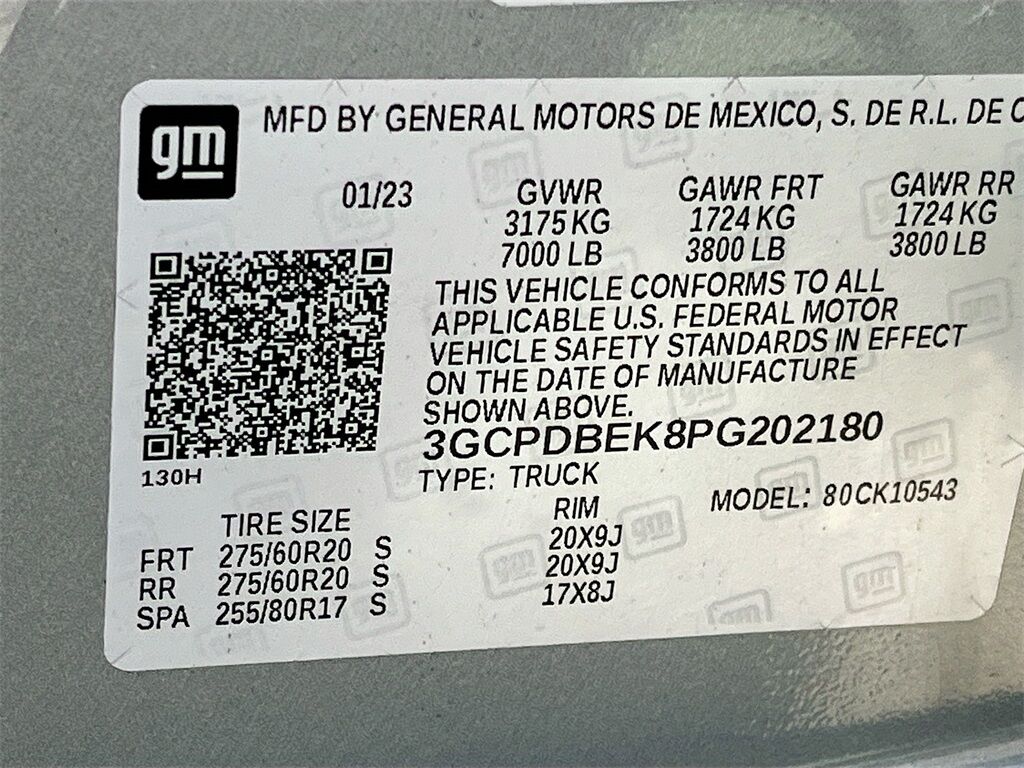 gm
MFD BY GENERAL MOTORS DE MEXICO, S. DE R.L. DE C
01/23 GVWR GAWR FRT GAWR RR
3175 KG 1724 KG 1724 KG
7000 LB 3800 LB 3800 LB
THIS VEHICLE CONFORMS TO ALL
APPLICABLE U.S. FEDERAL MOTOR
VEHICLE SAFETY STANDARDS IN EFFECT
ON THE DATE OF MANUFACTURE
SHOWN ABOVE.
3GCPDBEK8PG202180
130H
TYPE: TRUCK
MODEL: 80CK10543
TIRE SIZE RIM
FRT 275/60R20 S 20X9J
RR 275/60R20 S 20X9J
SPA 255/80R17 S 17X8J